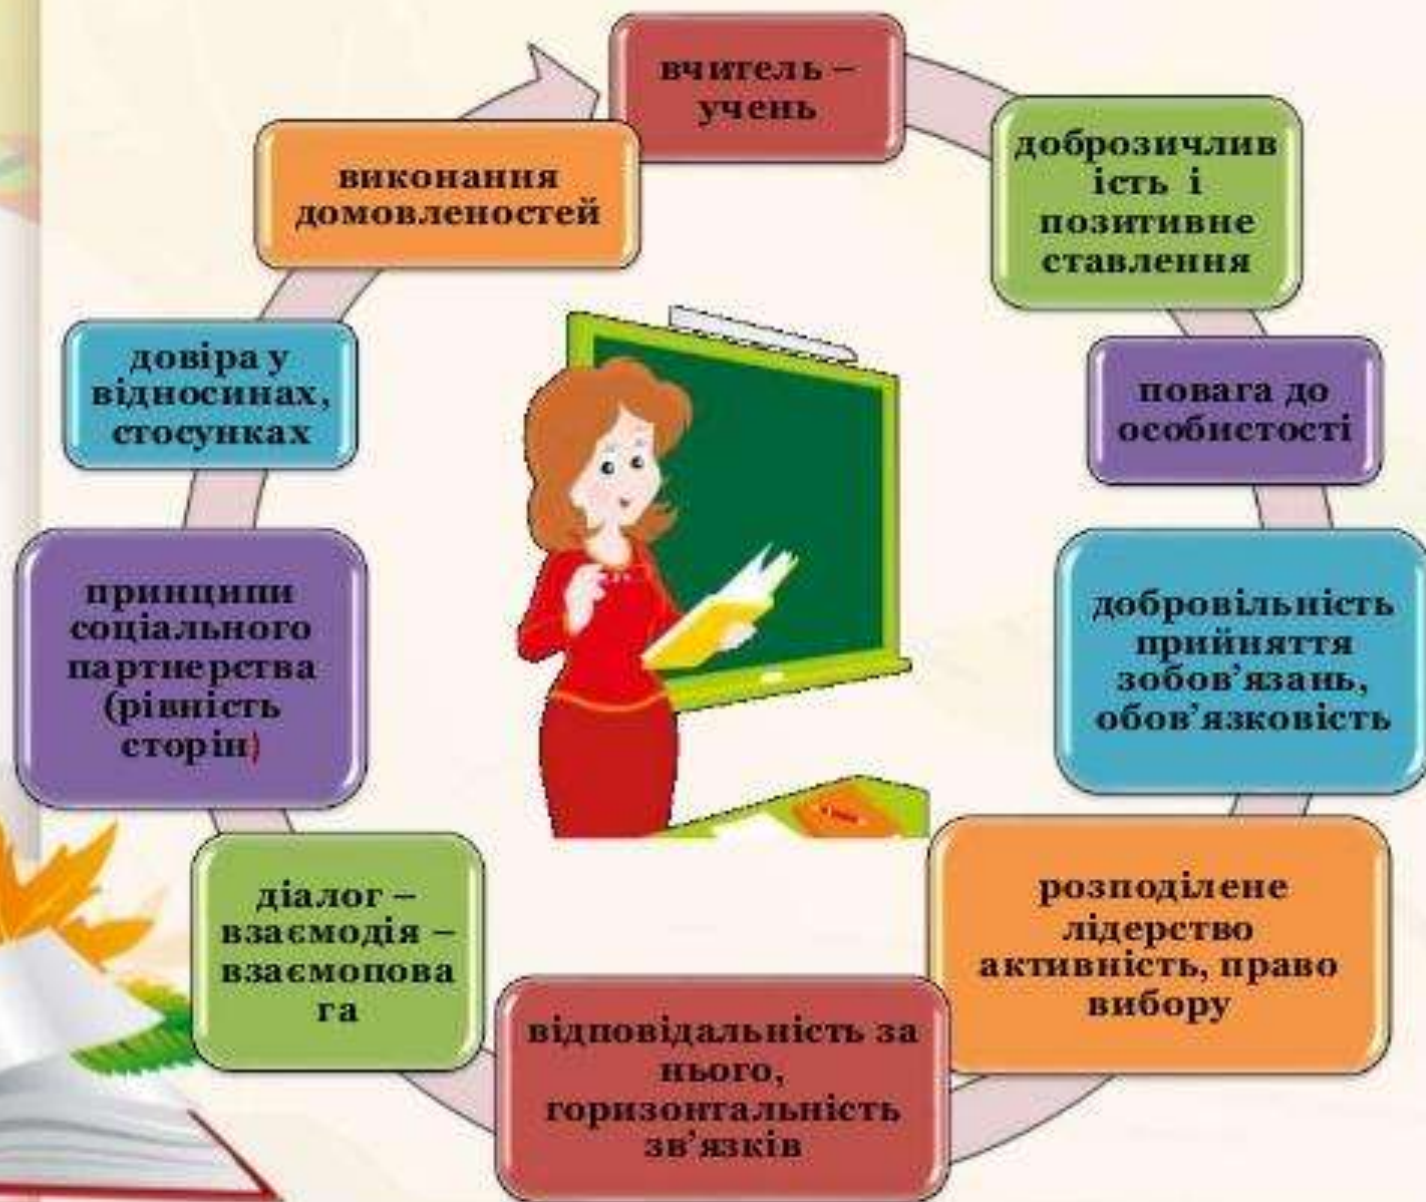 вчитель –
учень
доброзичлив
ість і
позитивне
ставлення
повага до
особистості
добровільність
прийняття
зобов’язань,
обов’язковість
розподілене
лідерство
активність, право
вибору
відповідальність за
нього,
горизонтальність
зв’язків
діалог –
взаємодія –
взаємопова
га
принципи
соціального
партнерства
(рівність
сторін)
довіра у
відносинах,
стосунках
виконання
домовленостей